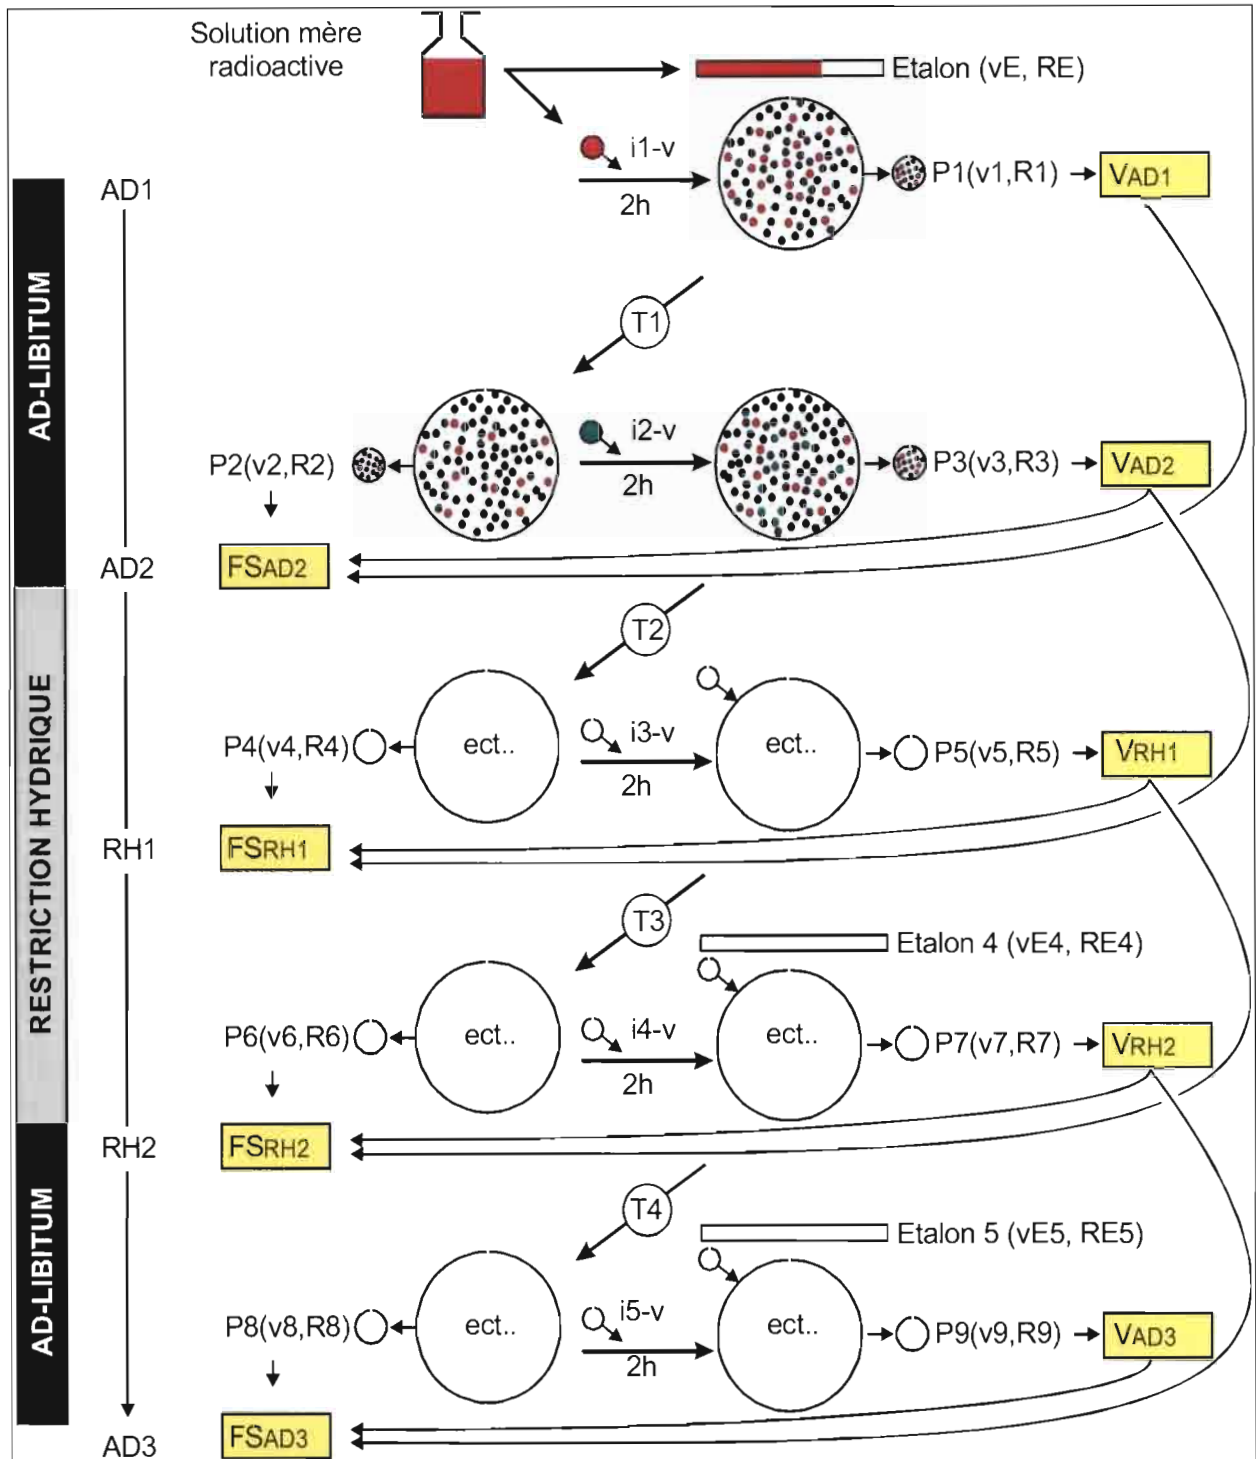 Solution mère
radioactive
Etalon (vE, RE)
i1-v
2h
P1(v1,R1)
VAD1
AD1
AD-LIBITUM
T1
P2(v2,R2)
i2-v
2h
P3(v3,R3)
VAD2
AD2
FSAD2
T2
RESTRICTION HYDRIQUE
P4(v4,R4)
ect..
i3-v
2h
ect..
P5(v5,R5)
VRH1
RH1
FSRH1
T3
Etalon 4 (vE4, RE4)
P6(v6,R6)
ect..
i4-v
2h
ect..
P7(v7,R7)
VRH2
RH2
FSRH2
T4
Etalon 5 (vE5, RE5)
AD-LIBITUM
P8(v8,R8)
ect..
i5-v
2h
ect..
P9(v9,R9)
VAD3
AD3
FSAD3